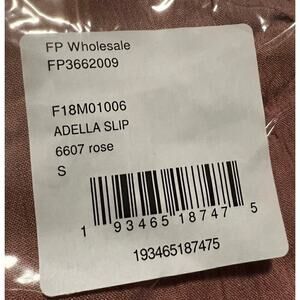 FP Wholesale
FP3662009
F18M01006
ADELLA SLIP
6607 rose
S
1 93465 18747 5
193465187475